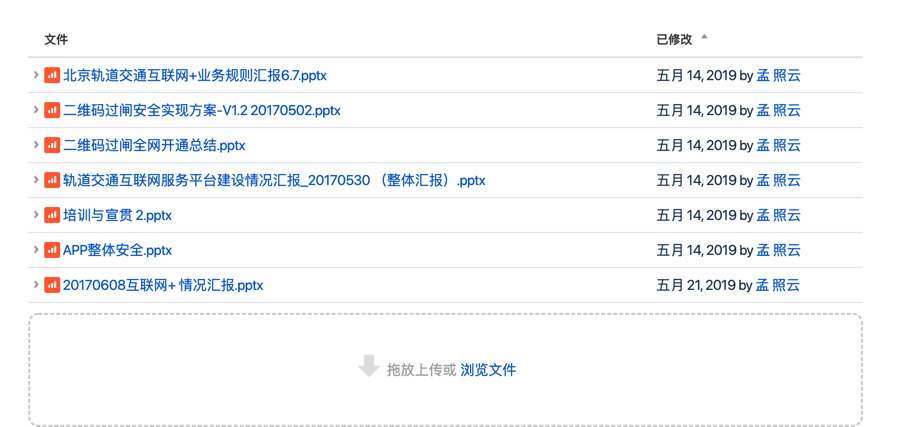 文件 已修改
北京轨道交通互联网+业务规则汇报6.7.pptx 五月 14, 2019 by 孟 照云
二维码过闸安全实现方案-V1.2 20170502.pptx 五月 14, 2019 by 孟 照云
二维码过闸全网开通总结.pptx 五月 14, 2019 by 孟 照云
轨道交通互联网服务平台建设情况汇报_20170530 （整体汇报）.pptx 五月 14, 2019 by 孟 照云
培训与宣贯 2.pptx 五月 14, 2019 by 孟 照云
APP整体安全.pptx 五月 14, 2019 by 孟 照云
20170608互联网+ 情况汇报.pptx 五月 21, 2019 by 孟 照云
拖放上传或 浏览文件